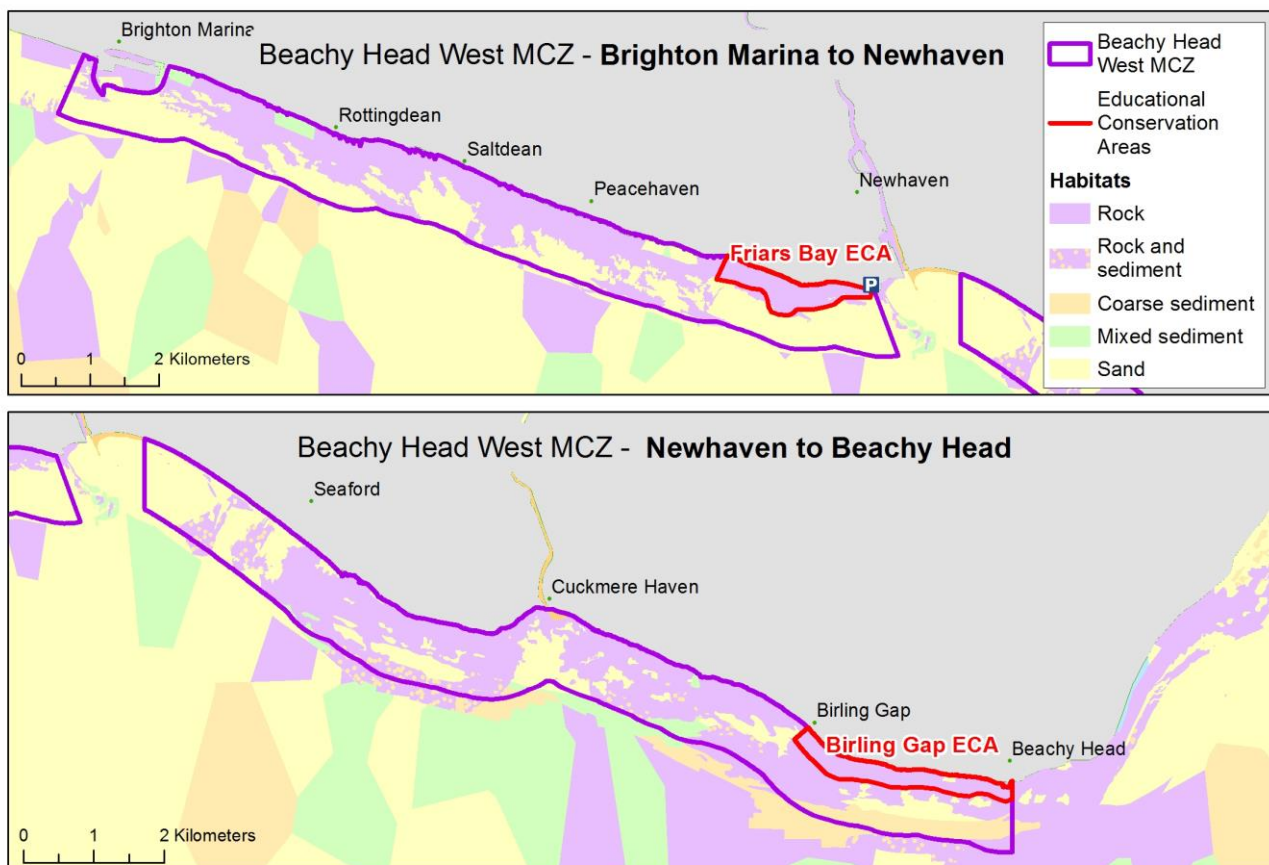 Brighton Marina
Beachy Head West MCZ - Brighton Marina to Newhaven
Rottingdean
Saltdean
Peacehaven
Newhaven
Friars Bay ECA
P
0 1 2 Kilometers
Beachy Head
West MCZ
Educational
Conservation
Areas
Habitats
Rock
Rock and
sediment
Coarse sediment
Mixed sediment
Sand
Beachy Head West MCZ - Newhaven to Beachy Head
Seaford
Cuckmere Haven
Birling Gap
Birling Gap ECA
Beachy Head
0 1 2 Kilometers